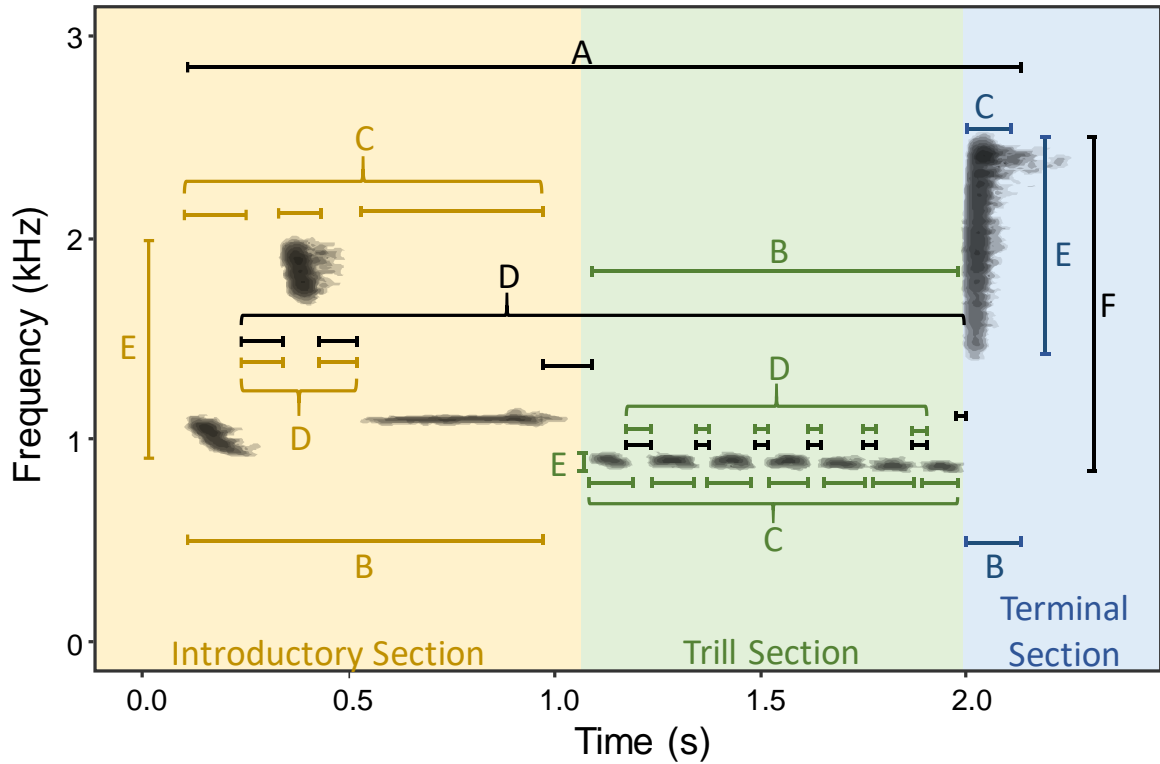 A
C
C
3
2
1
0
Frequency (kHz)
B
D
E
E
F
D
D
E
C
B
B
Introductory Section
Trill Section
Terminal
Section
0.0
0.5
1.0
1.5
2.0
Time (s)